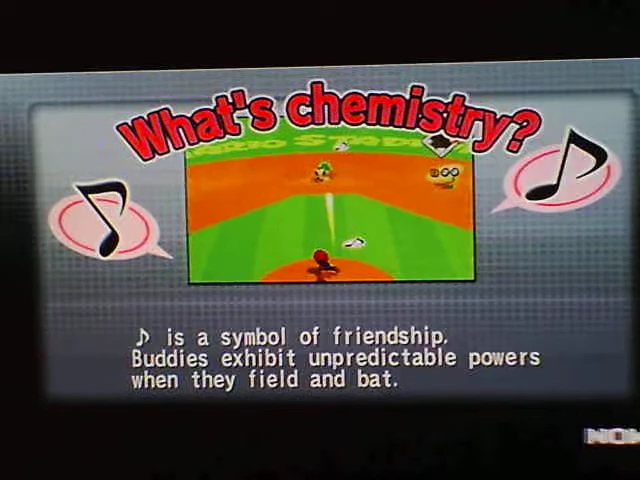 What's chemistry?
♪ is a symbol of friendship.
Buddies exhibit unpredictable powers
when they field and bat.